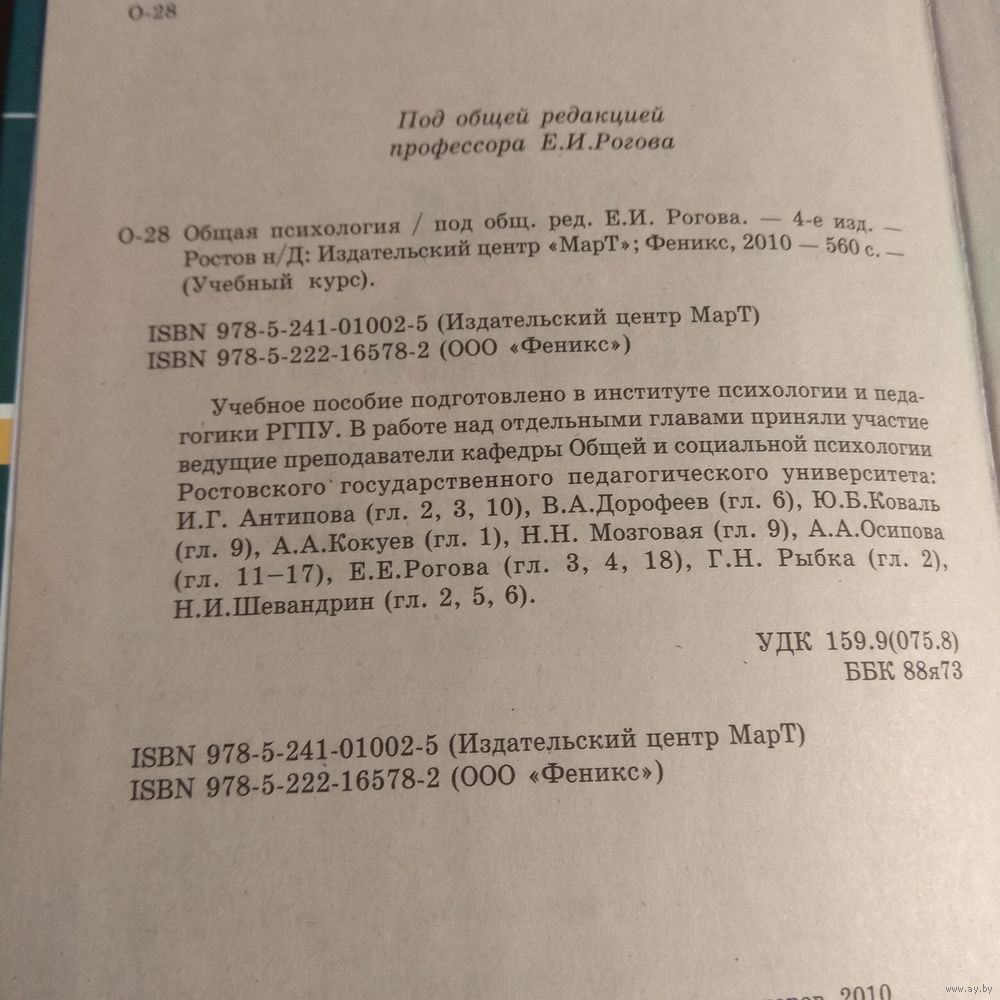 О-28
Под общей редакцией
профессора Е.И.Рогова
О-28 Общая психология / под общ. ред. Е.И. Рогова. — 4-е изд. —
Ростов н/Д: Издательский центр «МарТ»; Феникс, 2010 — 560 с. —
(Учебный курс).
ISBN 978-5-241-01002-5 (Издательский центр МарТ)
ISBN 978-5-222-16578-2 (ООО «Феникс»)
Учебное пособие подготовлено в институте психологии и педа-
гогики РГПУ. В работе над отдельными главами приняли участие
ведущие преподаватели кафедры Общей и социальной психологии
Ростовского государственного педагогического университета:
И.Г. Антипова (гл. 2, 3, 10), В.А.Дорофеев (гл. 6), Ю.Б.Коваль
(гл. 9), А.А.Кокуев (гл. 1), Н.Н. Мозговая (гл. 9), А.А.Осипова
(гл. 11—17), Е.Е.Рогова (гл. 3, 4, 18), Г.Н. Рыбка (гл. 2),
Н.И.Шевандрин (гл. 2, 5, 6).
УДК 159.9(075.8)
ББК 88я73
ISBN 978-5-241-01002-5 (Издательский центр МарТ)
ISBN 978-5-222-16578-2 (ООО «Феникс»)
2010
www.ay.by